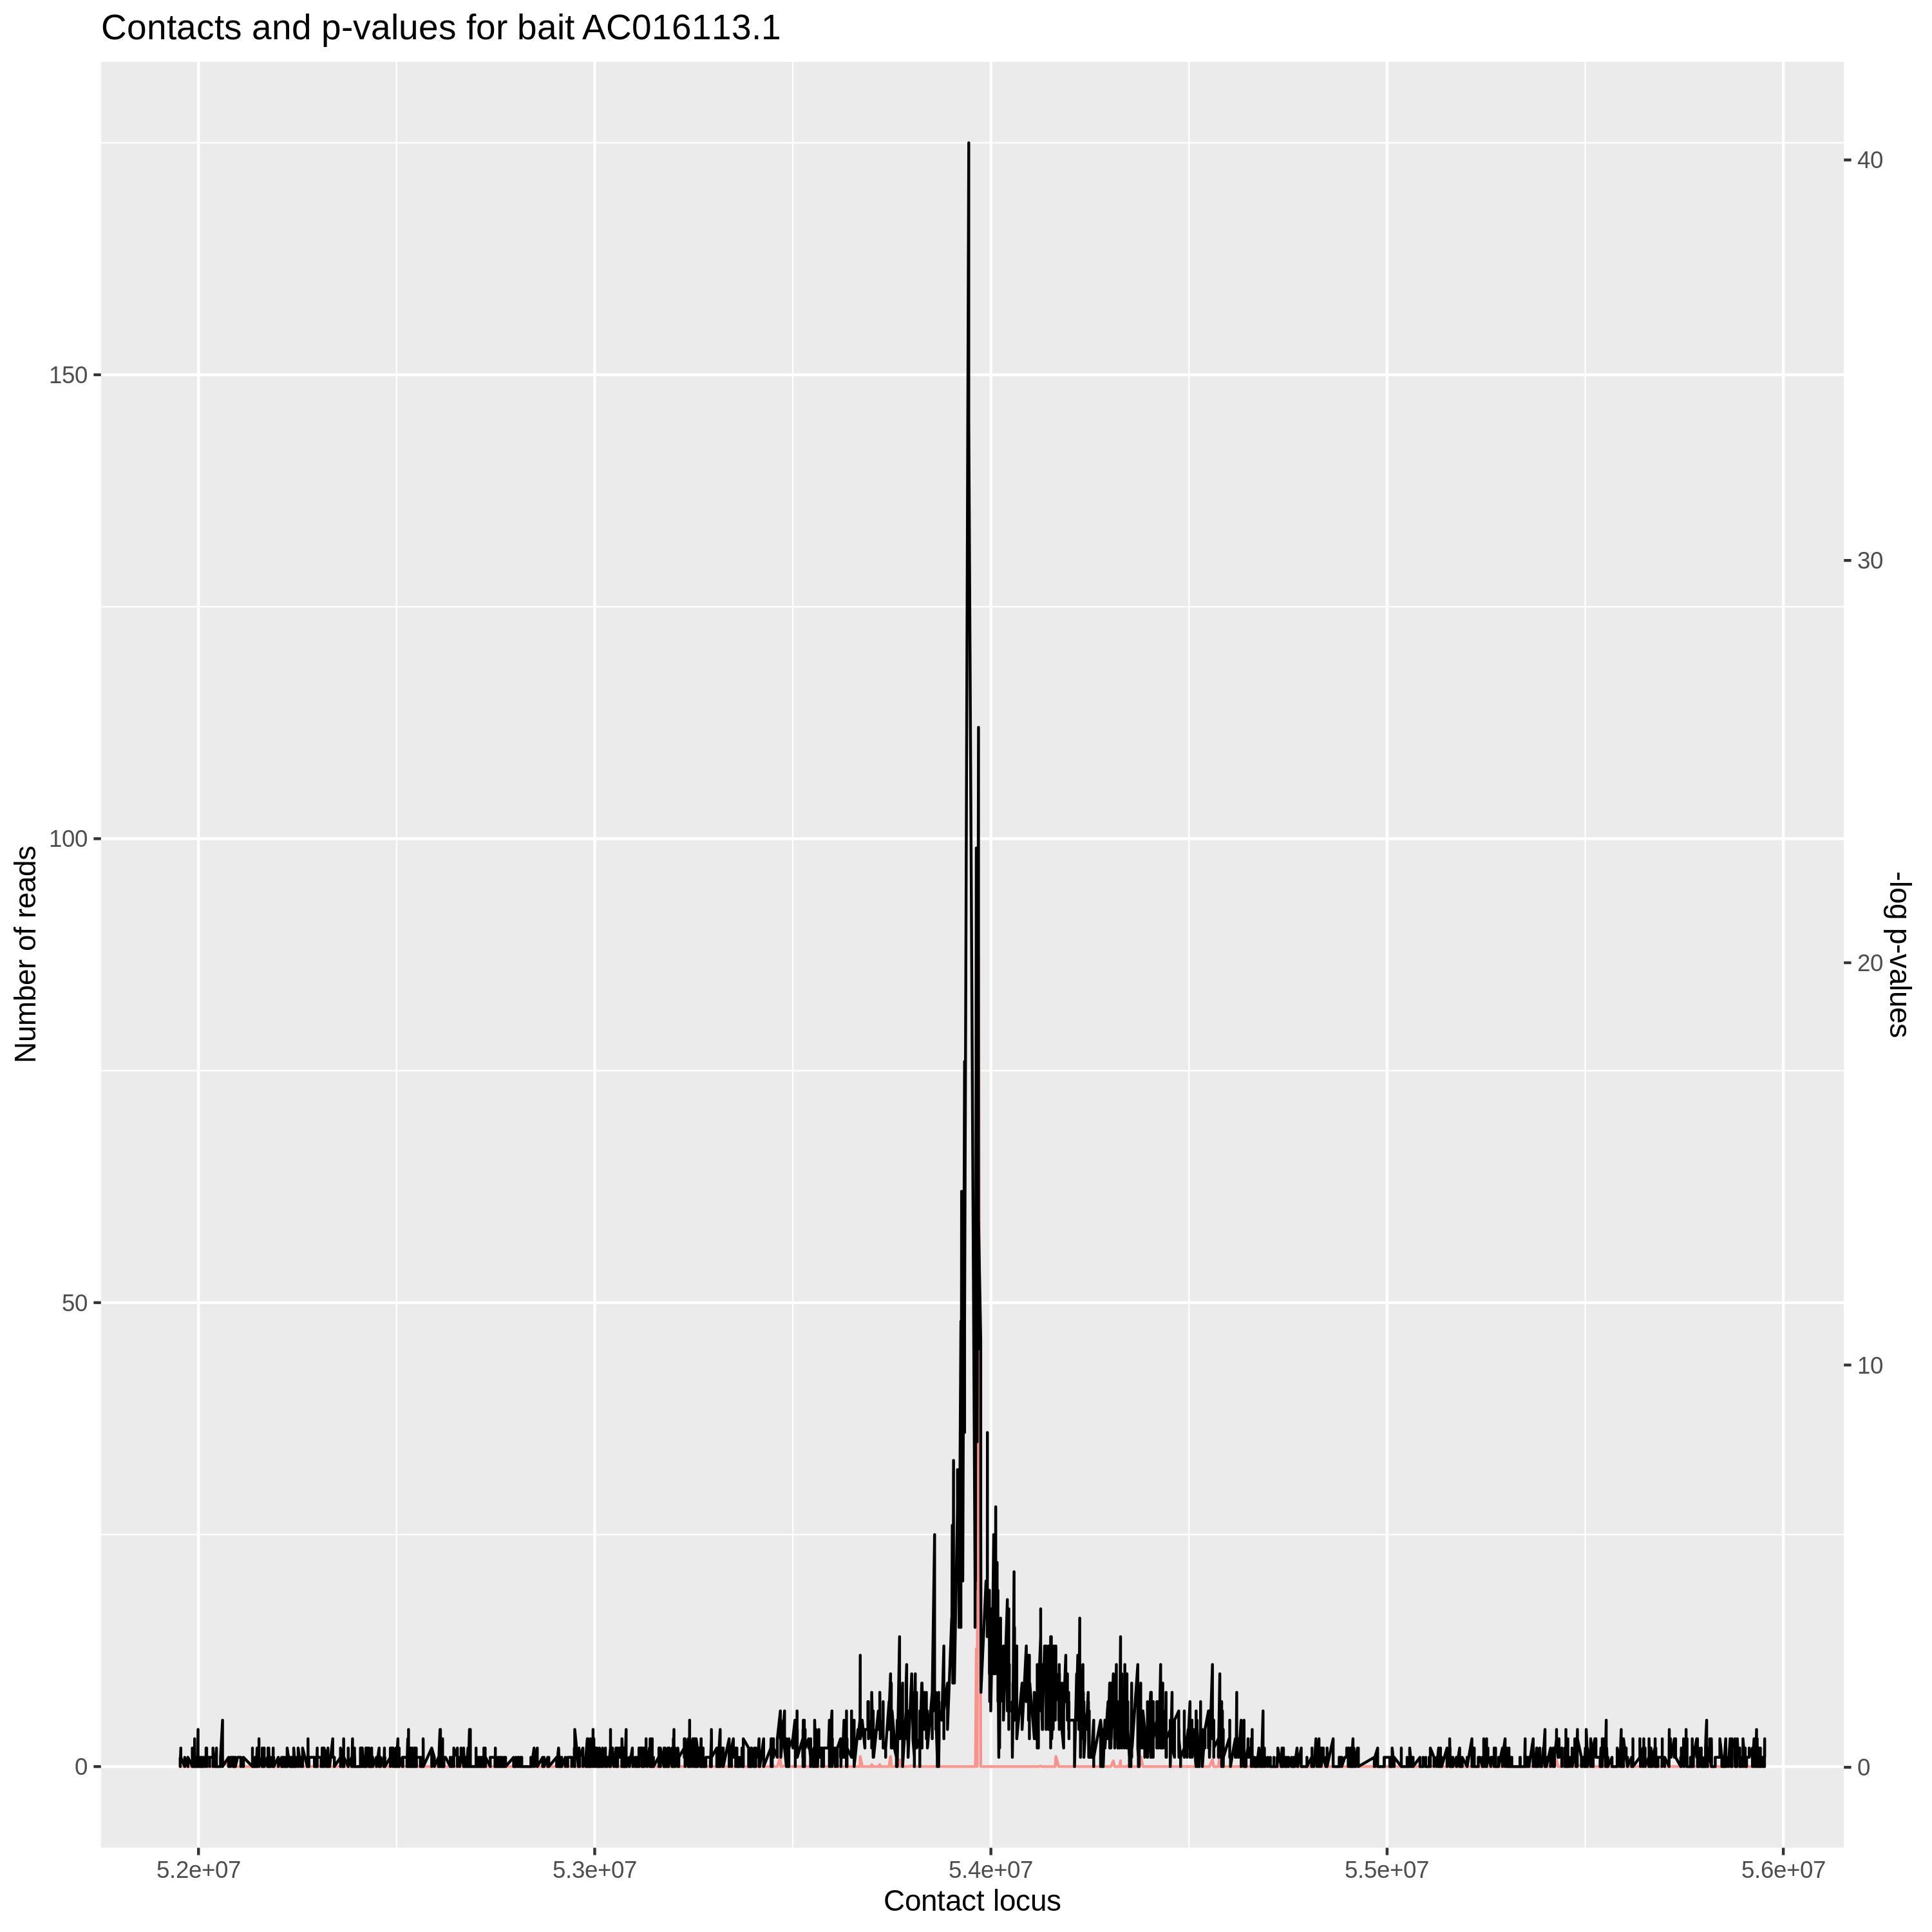 Contacts and p-values for bait AC016113.1
Number of reads
150
100
50
0
40
30
20
10
0
-log p-values
5.2e+07 5.3e+07 5.4e+07 5.5e+07 5.6e+07
Contact locus